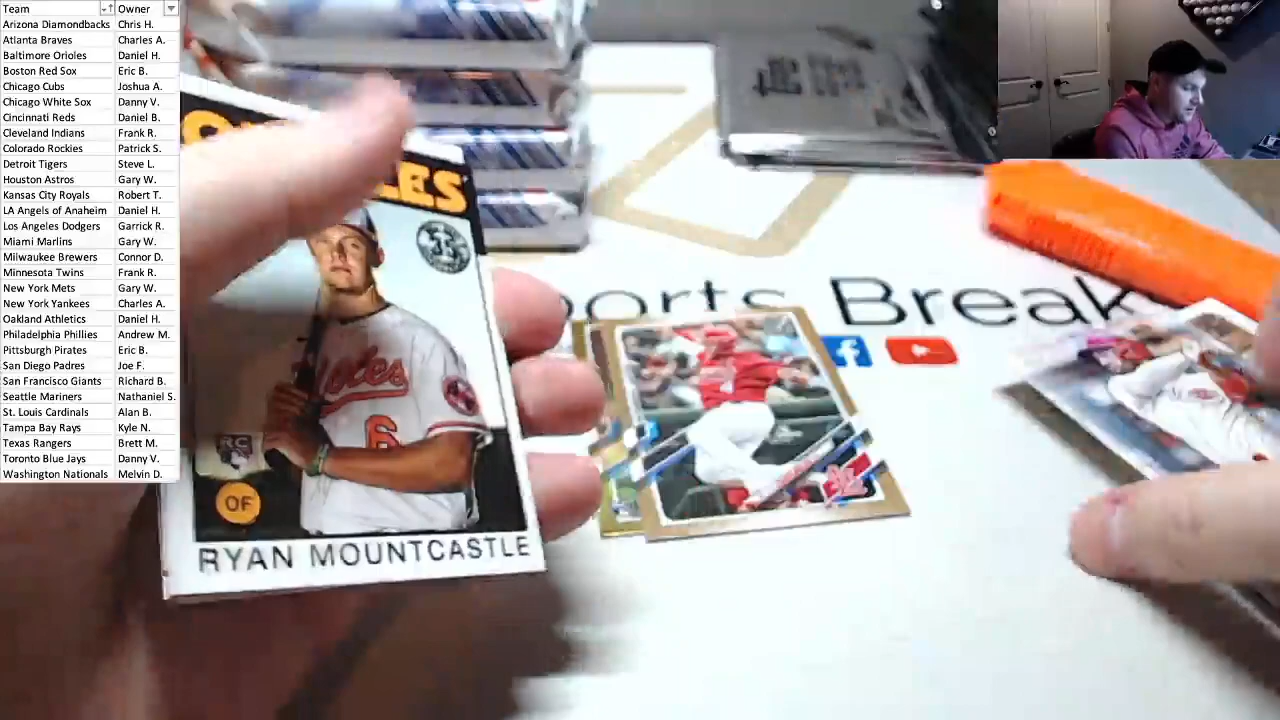 Team Owner
Arizona Diamondbacks Chris H.
Atlanta Braves Charles A.
Baltimore Orioles Daniel H.
Boston Red Sox Eric B.
Chicago Cubs Joshua A.
Chicago White Sox Danny V.
Cincinnati Reds Daniel B.
Cleveland Indians Frank R.
Colorado Rockies Patrick S.
Detroit Tigers Steve L.
Houston Astros Gary W.
Kansas City Royals Robert T.
LA Angels of Anaheim Daniel H.
Los Angeles Dodgers Garrick R.
Miami Marlins Gary W.
Milwaukee Brewers Connor D.
Minnesota Twins Frank R.
New York Mets Gary W.
New York Yankees Charles A.
Oakland Athletics Daniel H.
Philadelphia Phillies Andrew M.
Pittsburgh Pirates Eric B.
San Diego Padres Joe F.
San Francisco Giants Richard B.
Seattle Mariners Nathaniel S.
St. Louis Cardinals Alan B.
Tampa Bay Rays Kyle N.
Texas Rangers Brett M.
Toronto Blue Jays Danny V.
Washington Nationals Melvin D.
LES
35
Orioles
6
RC
OF
RYAN MOUNTCASTLE
orts Break